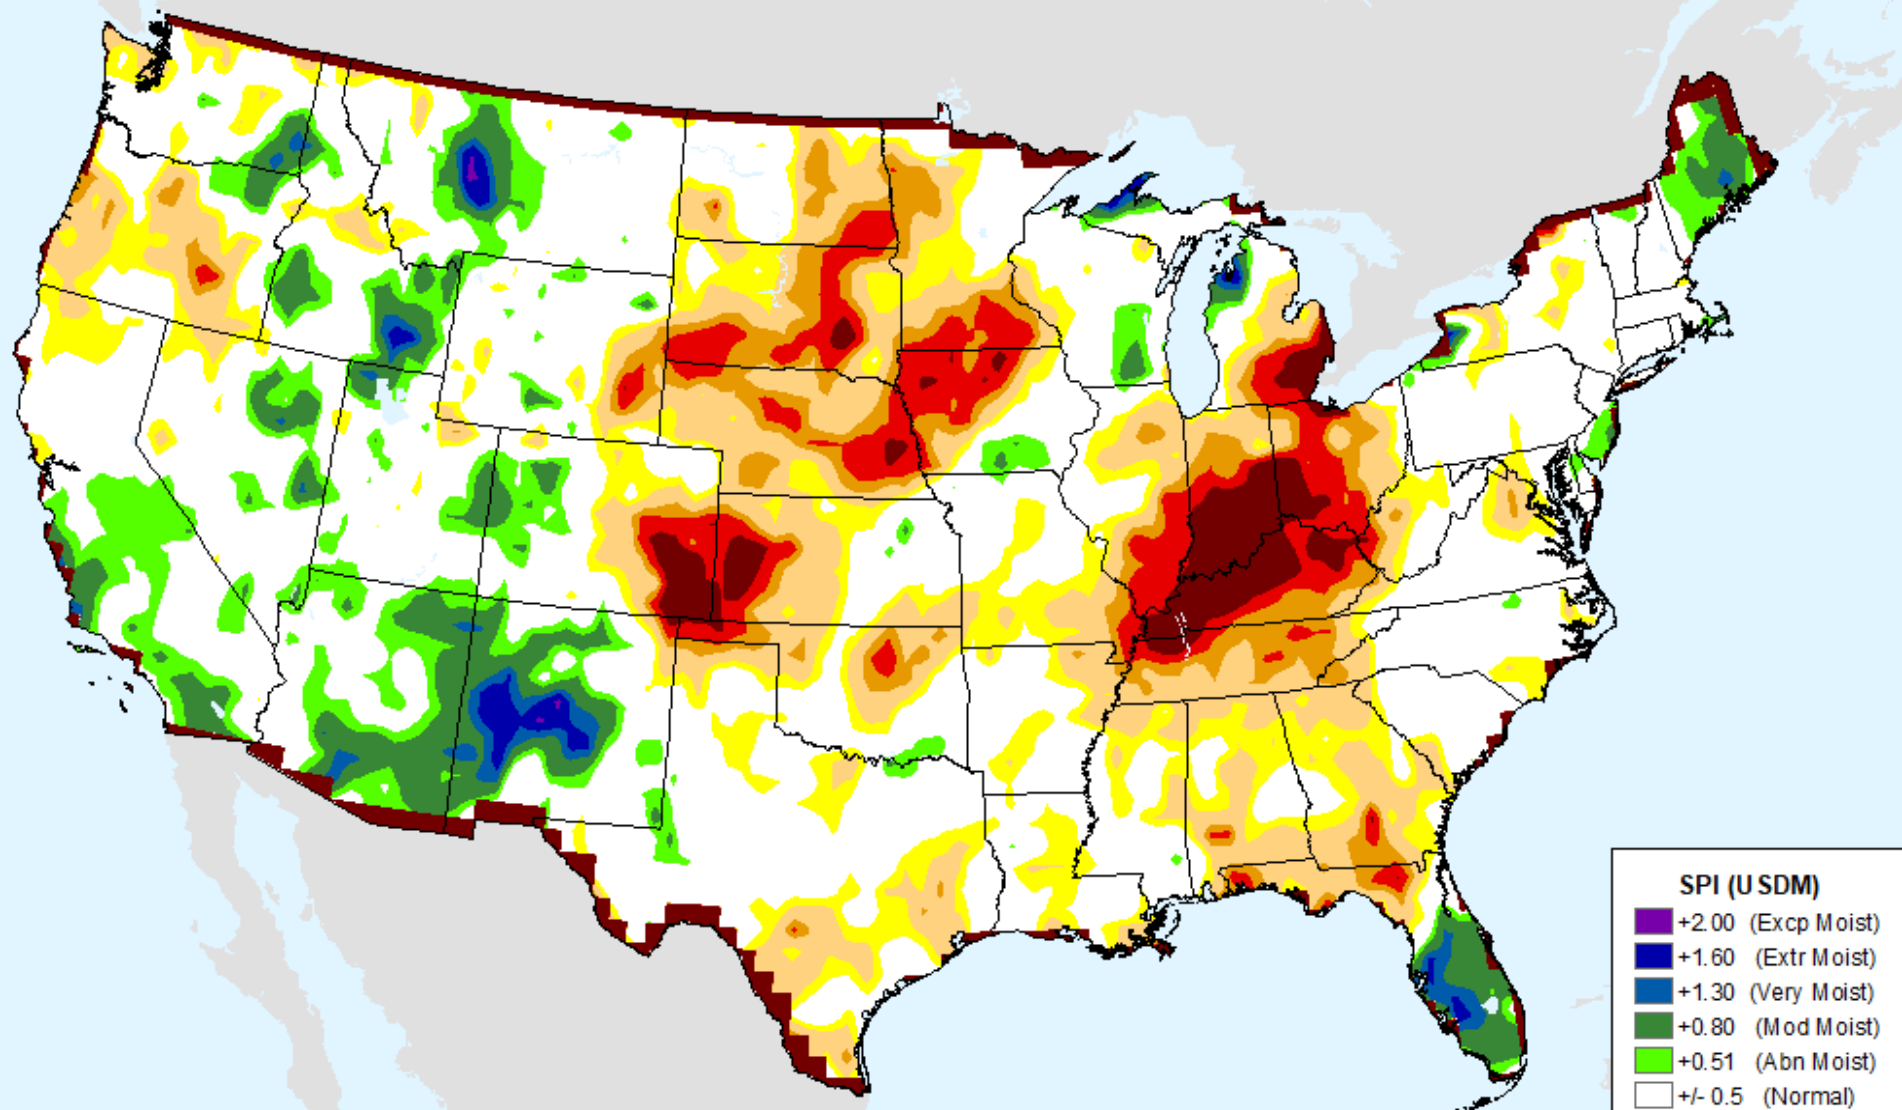 SPI (USDM)
+2.00 (Excp Moist)
+1.60 (Extr Moist)
+1.30 (Very Moist)
+0.80 (Mod Moist)
+0.51 (Abn Moist)
+/- 0.5 (Normal)